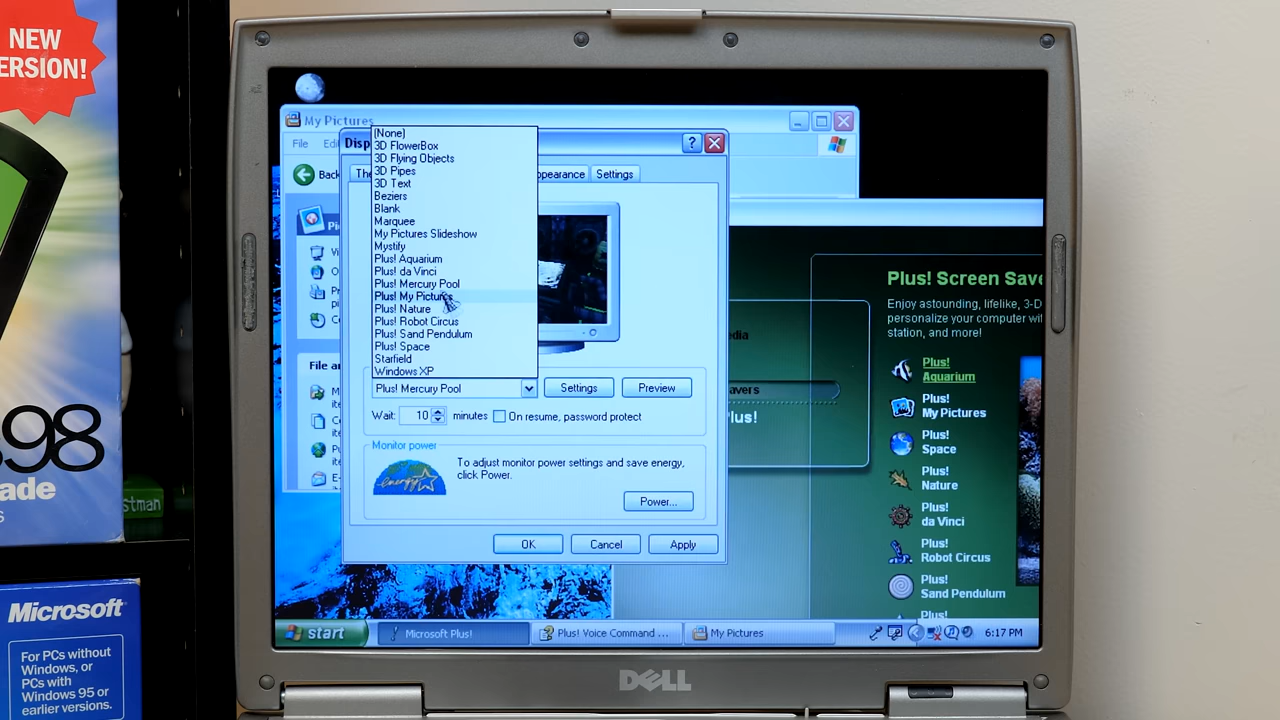 NEW
ERSION!
98
ade
s
stman
Microsoft
For PCs without
Windows, or
PCs with
Windows 95 or
earlier versions.
My Pictures
File
Back
File ar
Disp
The
ppearance
Settings
(None)
3D FlowerBox
3D Flying Objects
3D Pipes
3D Text
Beziers
Blank
Marquee
My Pictures Slideshow
Mystify
Plus! Aquarium
Plus! da Vinci
Plus! Mercury Pool
Plus! My Pictures
Plus! Nature
Plus! Robot Circus
Plus! Sand Pendulum
Plus! Space
Starfield
Windows XP
Plus! Mercury Pool
Settings
Preview
Wait:
10
minutes
On resume, password protect
Monitor power
energy
To adjust monitor power settings and save energy,
click Power.
Power...
OK
Cancel
Apply
dia
avers
lus!
Plus! Screen Save
Enjoy astounding, lifelike, 3-D
personalize your computer with
station, and more!
Plus!
Aquarium
Plus!
My Pictures
Plus!
Space
Plus!
Nature
Plus!
da Vinci
Plus!
Robot Circus
Plus!
Sand Pendulum
Plus!
start
Microsoft Plus!
Plus! Voice Command ...
My Pictures
6:17 PM
DELL